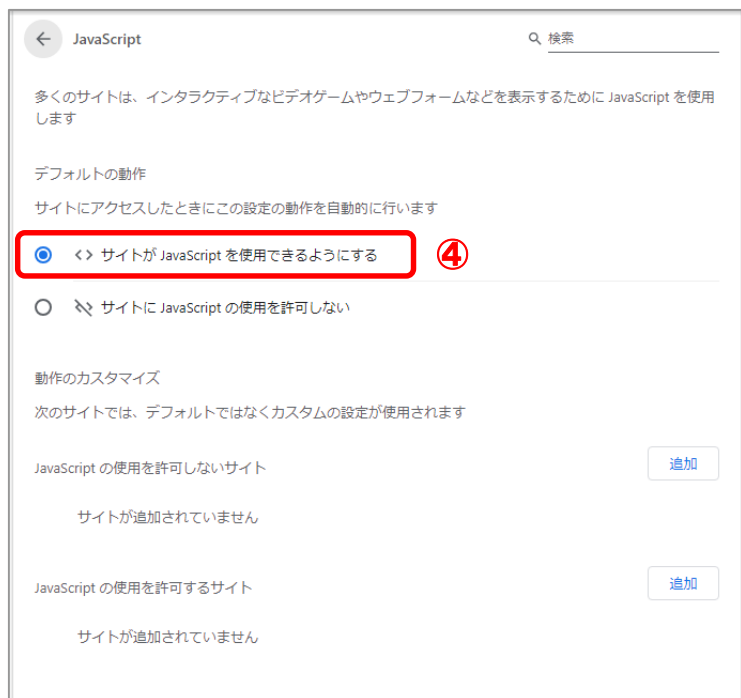 JavaScript
検索
多くのサイトは、インタラクティブなビデオゲームやウェブフォームなどを表示するために JavaScript を使用
します
デフォルトの動作
サイトにアクセスしたときにこの設定の動作を自動的に行います
<> サイトが JavaScript を使用できるようにする
④
サイトに JavaScript の使用を許可しない
動作のカスタマイズ
次のサイトでは、デフォルトではなくカスタムの設定が使用されます
JavaScript の使用を許可しないサイト
追加
サイトが追加されていません
JavaScript の使用を許可するサイト
追加
サイトが追加されていません